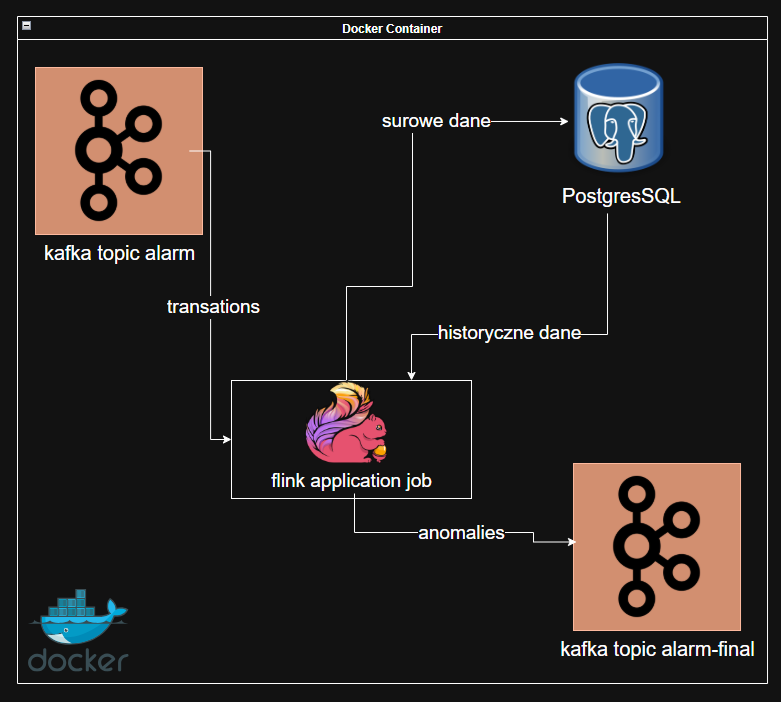 Docker Container
surowe dane
PostgresSQL
kafka topic alarm
transations
historyczne dane
flink application job
anomalies
docker
kafka topic alarm-final